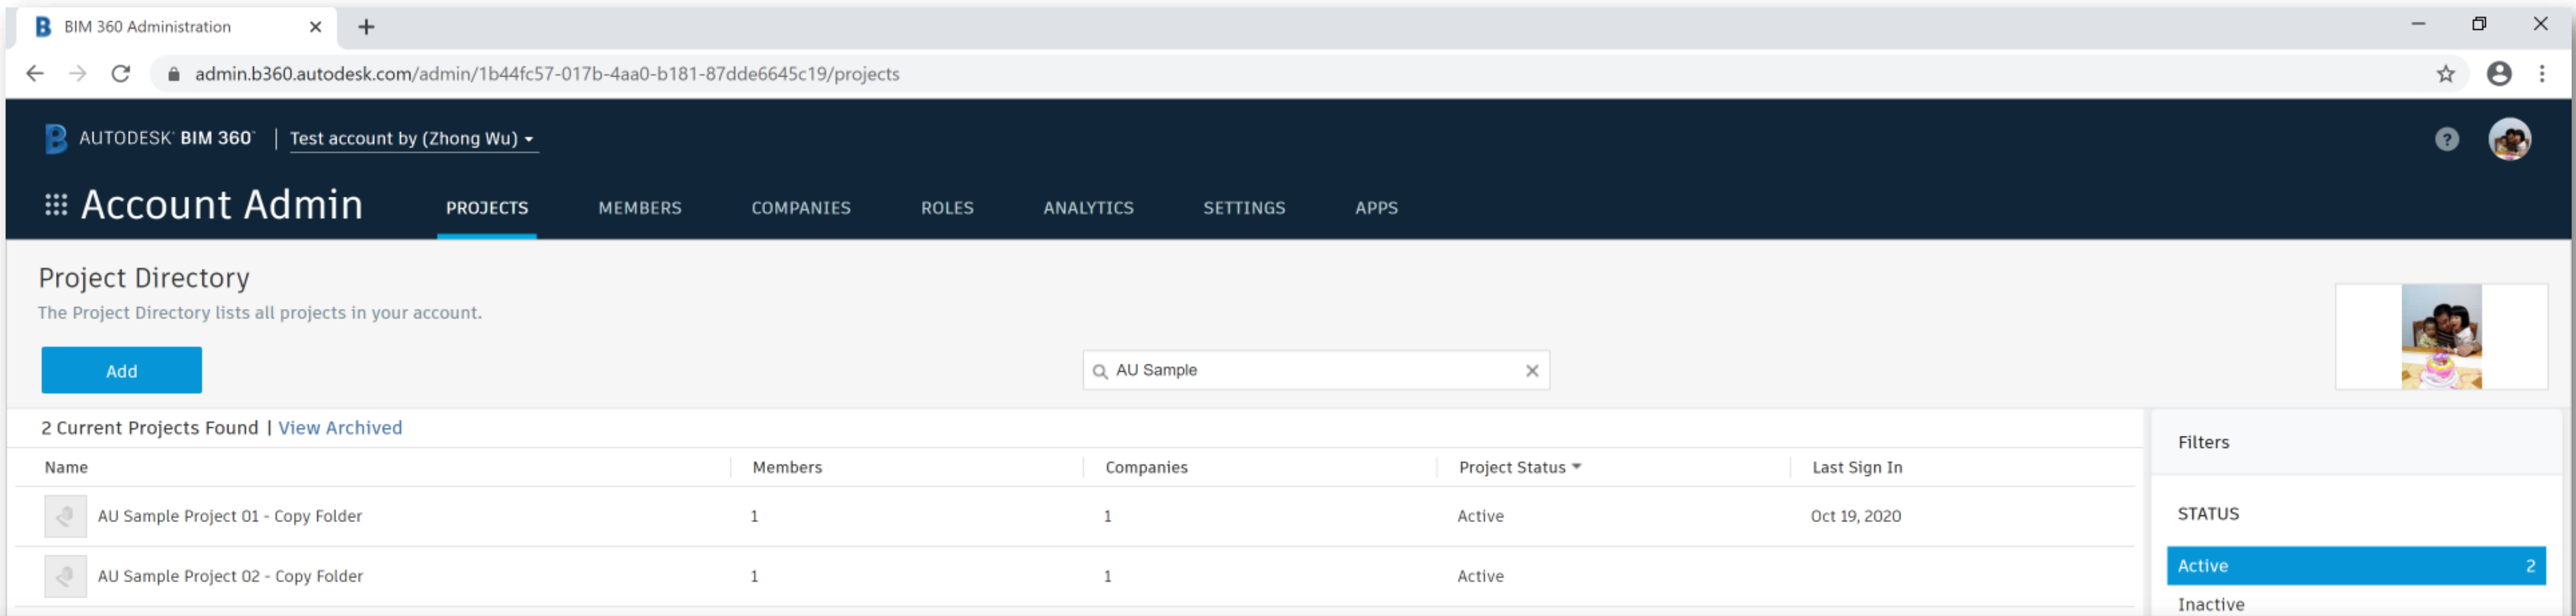 BIM 360 Administration
admin.b360.autodesk.com/admin/1b44fc57-017b-4aa0-b181-87dde6645c19/projects
AUTODESK® BIM 360™ | Test account by (Zhong Wu)
Account Admin PROJECTS MEMBERS COMPANIES ROLES ANALYTICS SETTINGS APPS
Project Directory
The Project Directory lists all projects in your account.
Add AU Sample
2 Current Projects Found | View Archived
Filters
Name Members Companies Project Status Last Sign In
STATUS
AU Sample Project 01 - Copy Folder 1 1 Active Oct 19, 2020
Active 2
AU Sample Project 02 - Copy Folder 1 1 Active
Inactive